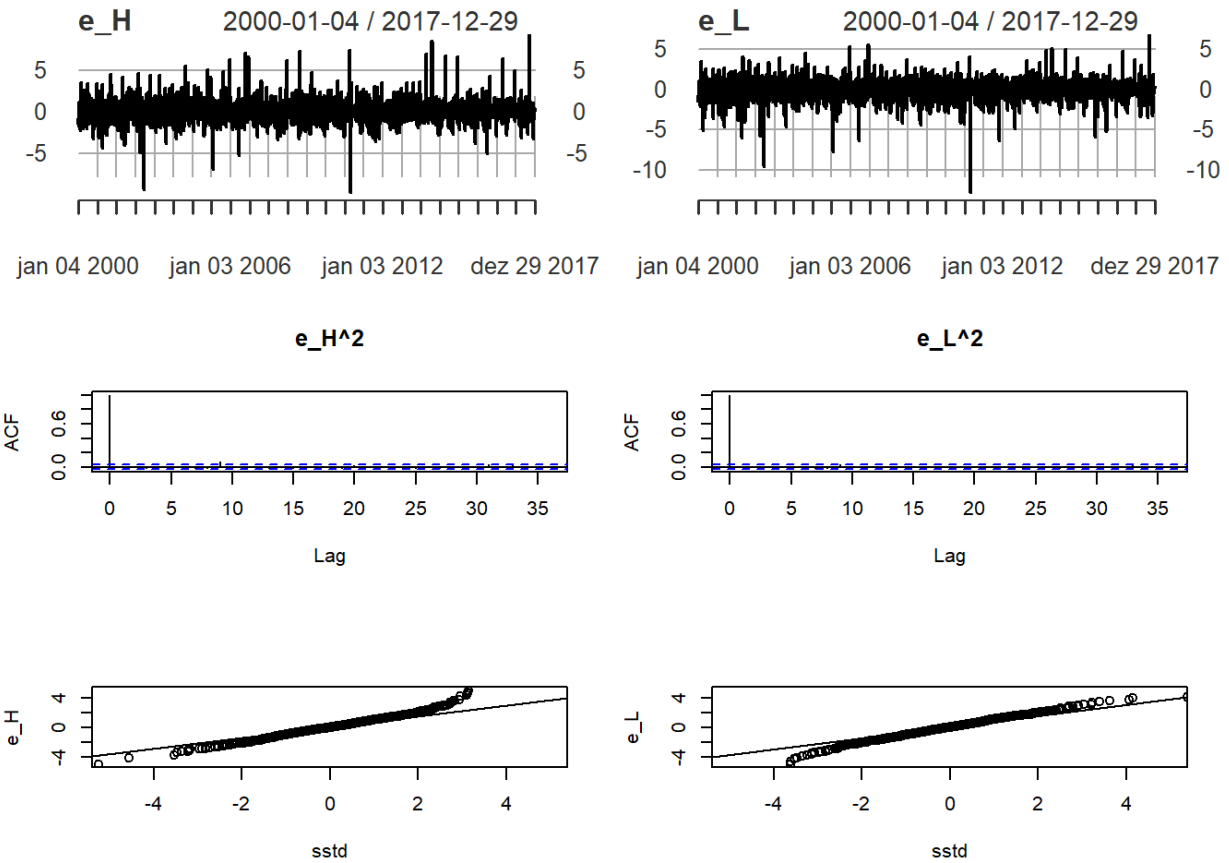 e_H 2000-01-04 / 2017-12-29
5 5
0 0
-5 -5
jan 04 2000 jan 03 2006 jan 03 2012 dez 29 2017
e_L 2000-01-04 / 2017-12-29
5 5
0 0
-5 -5
-10 -10
jan 04 2000 jan 03 2006 jan 03 2012 dez 29 2017
e_H^2
ACF
0.6
0.0
0 5 10 15 20 25 30 35
Lag
e_L^2
ACF
0.6
0.0
0 5 10 15 20 25 30 35
Lag
e_H
4
0
-4
-4 -2 0 2 4
sstd
e_L
4
0
-4
-4 -2 0 2 4
sstd